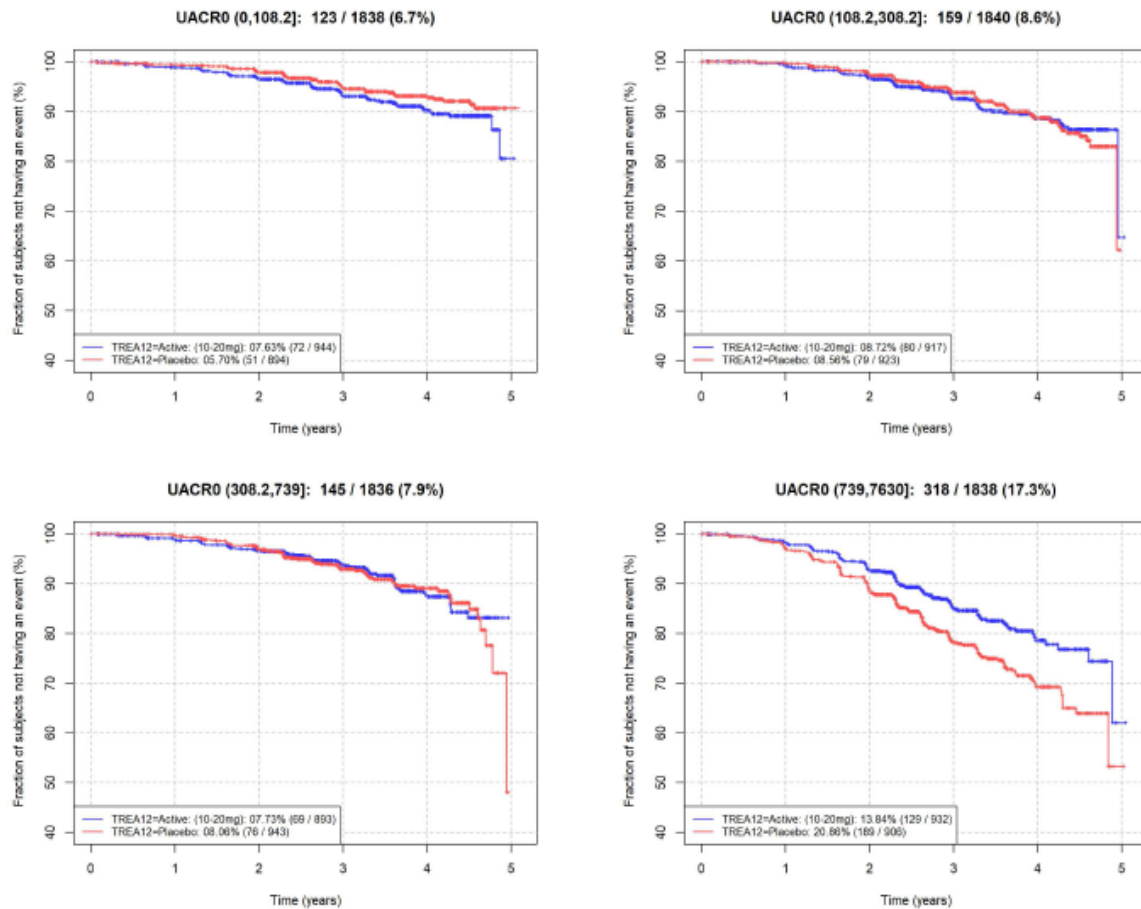 UACR0 (0,108.2]: 123 / 1838 (6.7%)
Fraction of subjects not having an event (%)
100
90
80
70
60
50
40
TREA12=Active: (10-20mg): 07.63% (72 / 944)
TREA12=Placebo: 05.70% (51 / 894)
0 1 2 3 4 5
Time (years)
UACR0 (108.2,308.2]: 159 / 1840 (8.6%)
Fraction of subjects not having an event (%)
100
90
80
70
60
50
40
TREA12=Active: (10-20mg): 08.72% (80 / 917)
TREA12=Placebo: 08.56% (79 / 923)
0 1 2 3 4 5
Time (years)
UACR0 (308.2,739]: 145 / 1836 (7.9%)
Fraction of subjects not having an event (%)
100
90
80
70
60
50
40
TREA12=Active: (10-20mg): 07.73% (69 / 893)
TREA12=Placebo: 08.06% (76 / 943)
0 1 2 3 4 5
Time (years)
UACR0 (739,7630]: 318 / 1838 (17.3%)
Fraction of subjects not having an event (%)
100
90
80
70
60
50
40
TREA12=Active: (10-20mg): 13.84% (129 / 932)
TREA12=Placebo: 20.86% (189 / 906)
0 1 2 3 4 5
Time (years)